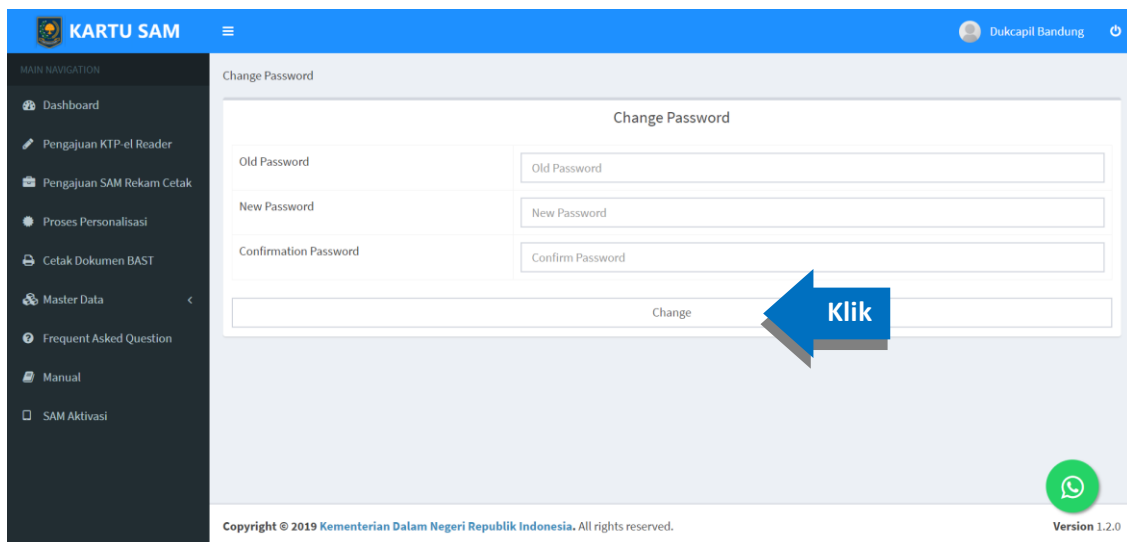 KARTU SAM
Dukcapil Bandung
MAIN NAVIGATION
Dashboard
Pengajuan KTP-el Reader
Pengajuan SAM Rekam Cetak
Proses Personalisasi
Cetak Dokumen BAST
Master Data
Frequent Asked Question
Manual
SAM Aktivasi
Change Password
Change Password
Old Password
Old Password
New Password
New Password
Confirmation Password
Confirm Password
Change
Klik
Copyright © 2019 Kementerian Dalam Negeri Republik Indonesia. All rights reserved.
Version 1.2.0